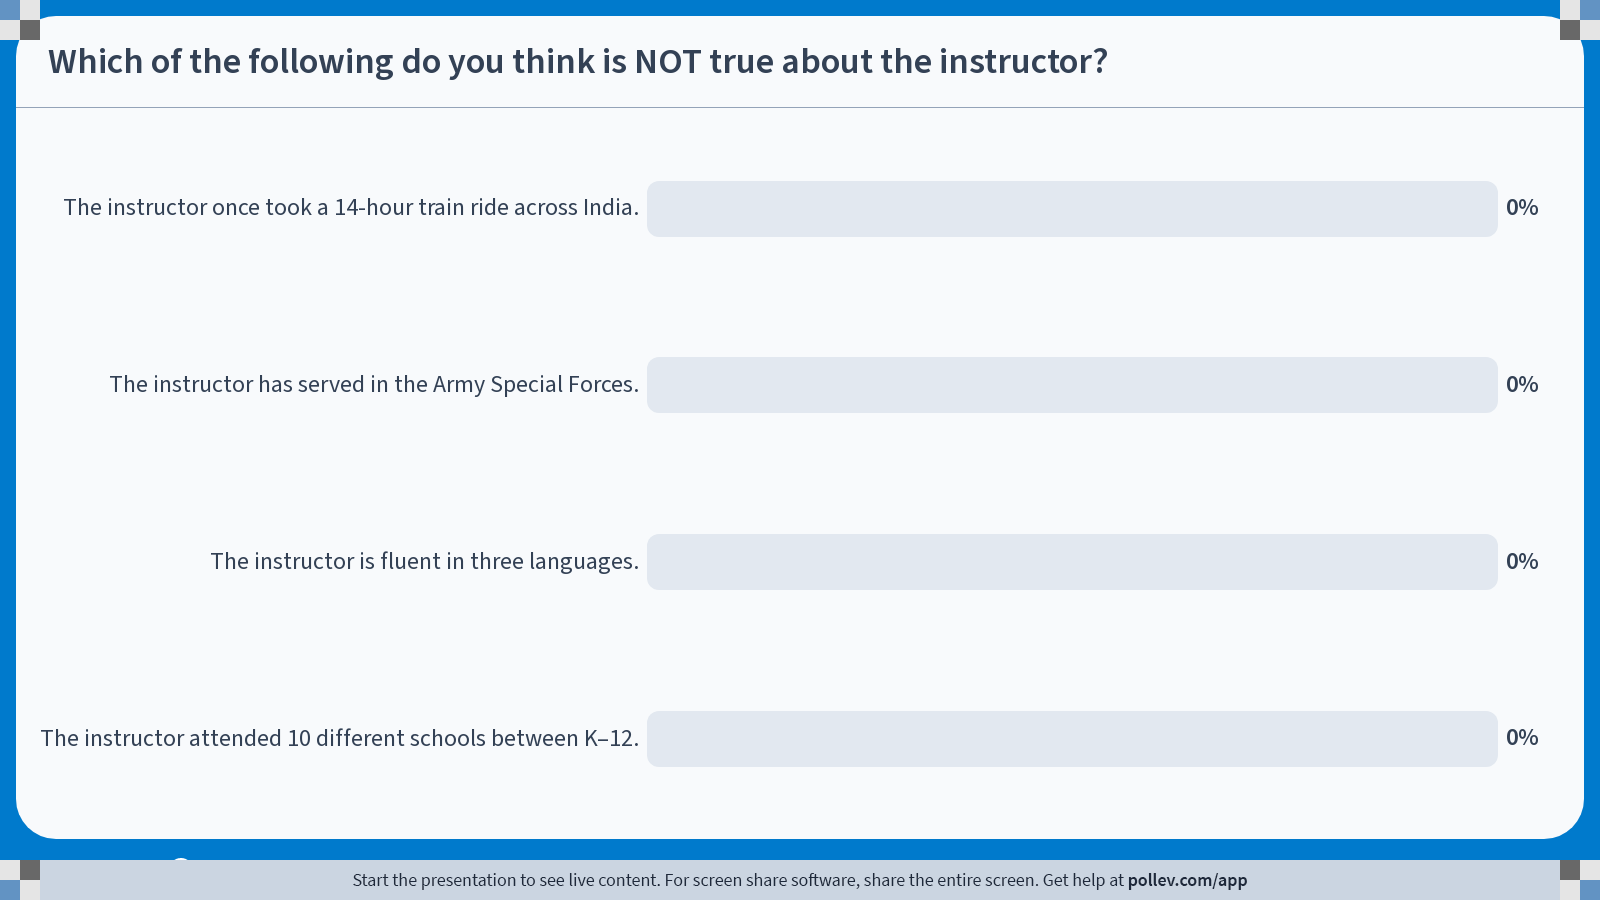 Which of the following do you think is NOT true about the instructor?
The instructor once took a 14-hour train ride across India. 0%
The instructor has served in the Army Special Forces. 0%
The instructor is fluent in three languages. 0%
The instructor attended 10 different schools between K–12. 0%
Start the presentation to see live content. For screen share software, share the entire screen. Get help at pollev.com/app